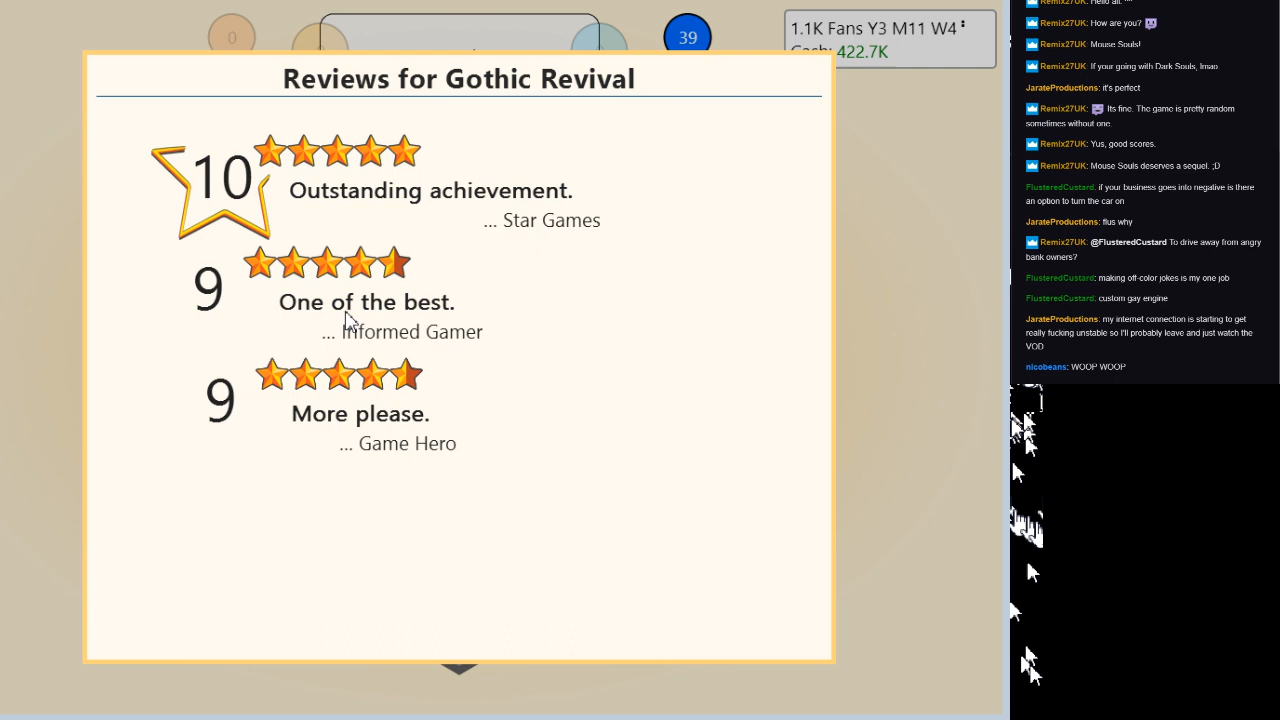 0
39
1.1K Fans Y3 M11 W4
Cash: 422.7K
Reviews for Gothic Revival
10
Outstanding achievement.
... Star Games
9
One of the best.
... Informed Gamer
9
More please.
... Game Hero
Remix27UK: Hello all. ^^
Remix27UK: How are you?
Remix27UK: Mouse Souls!
Remix27UK: If your going with Dark Souls, lmao.
JarateProductions: it's perfect
Remix27UK: Its fine. The game is pretty random
sometimes without one.
Remix27UK: Yus, good scores.
Remix27UK: Mouse Souls deserves a sequel. ;D
FlusteredCustard: if your business goes into negative is there
an option to turn the car on
JarateProductions: flus why
Remix27UK: @FlusteredCustard To drive away from angry
bank owners?
FlusteredCustard: making off-color jokes is my one job
FlusteredCustard: custom gay engine
JarateProductions: my internet connection is starting to get
really fucking unstable so I'll probably leave and just watch the
VOD
nicobeans: WOOP WOOP